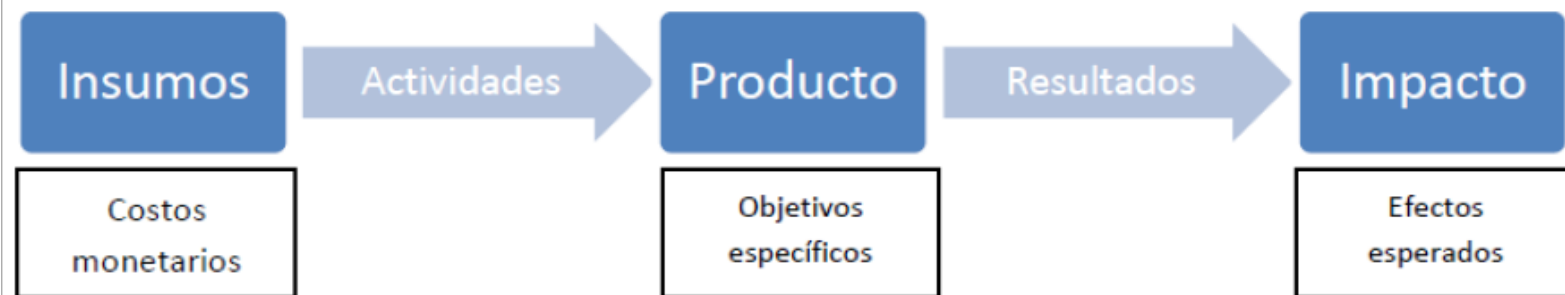 Insumos
Actividades
Producto
Resultados
Impacto
Costos
monetarios
Objetivos
específicos
Efectos
esperados